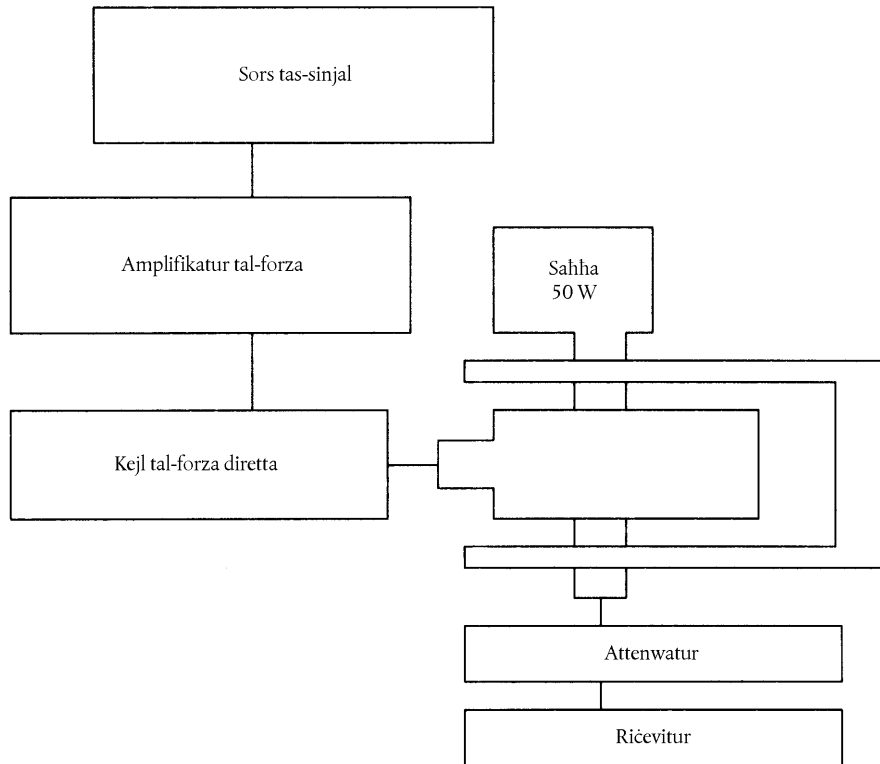 Sors tas-sinjal
Amplifikatur tal-forza
Saħħa
50 W
Kejl tal-forza diretta
Attenwatur
Riċevitur